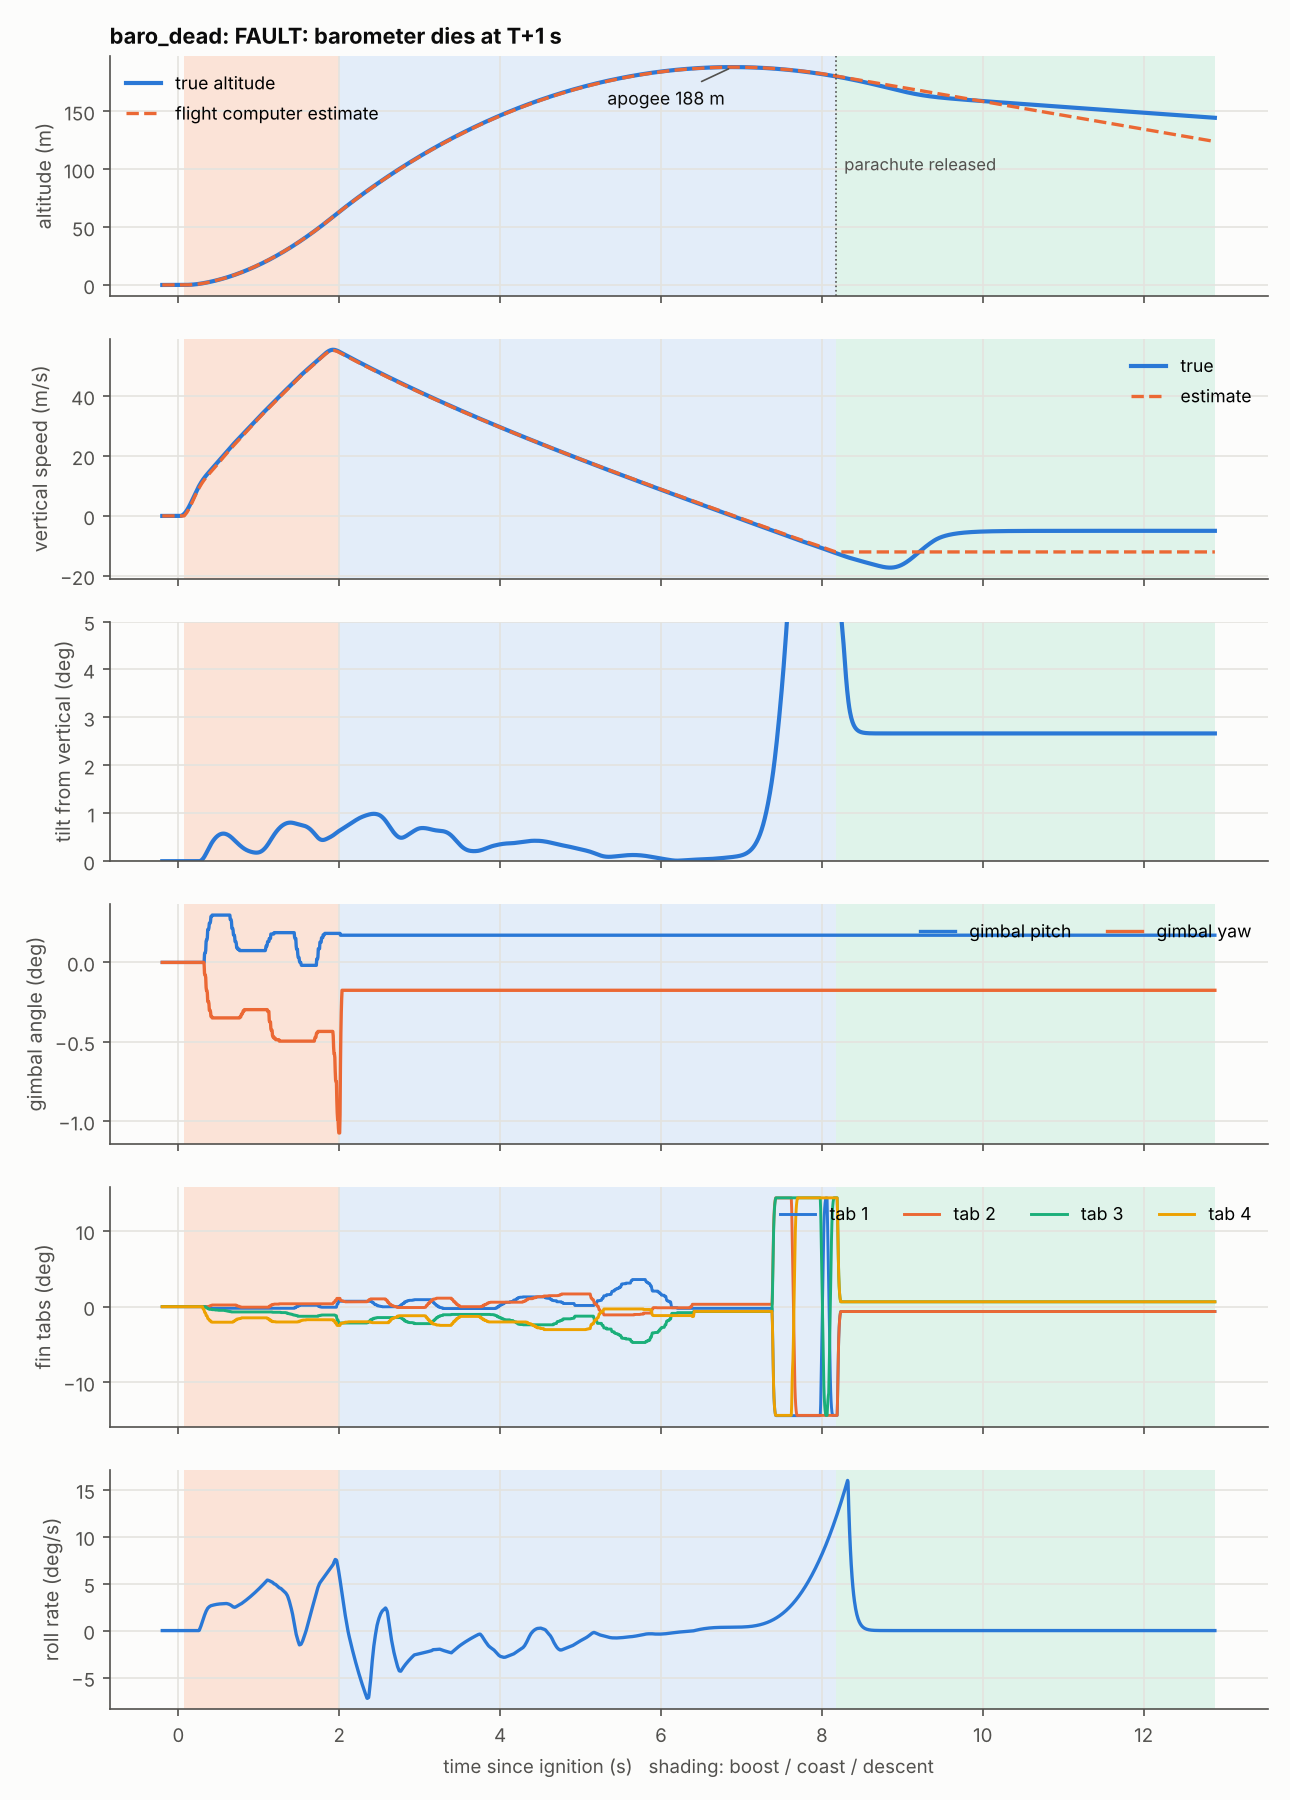 baro_dead: FAULT: barometer dies at T+1 s
true altitude
flight computer estimate
apogee 188 m
parachute released
altitude (m)
150
100
50
0
true
estimate
vertical speed (m/s)
40
20
0
−20
tilt from vertical (deg)
5
4
3
2
1
0
gimbal pitch gimbal yaw
gimbal angle (deg)
0.0
−0.5
−1.0
tab 1 tab 2 tab 3 tab 4
fin tabs (deg)
10
0
−10
roll rate (deg/s)
15
10
5
0
−5
0 2 4 6 8 10 12
time since ignition (s) shading: boost / coast / descent